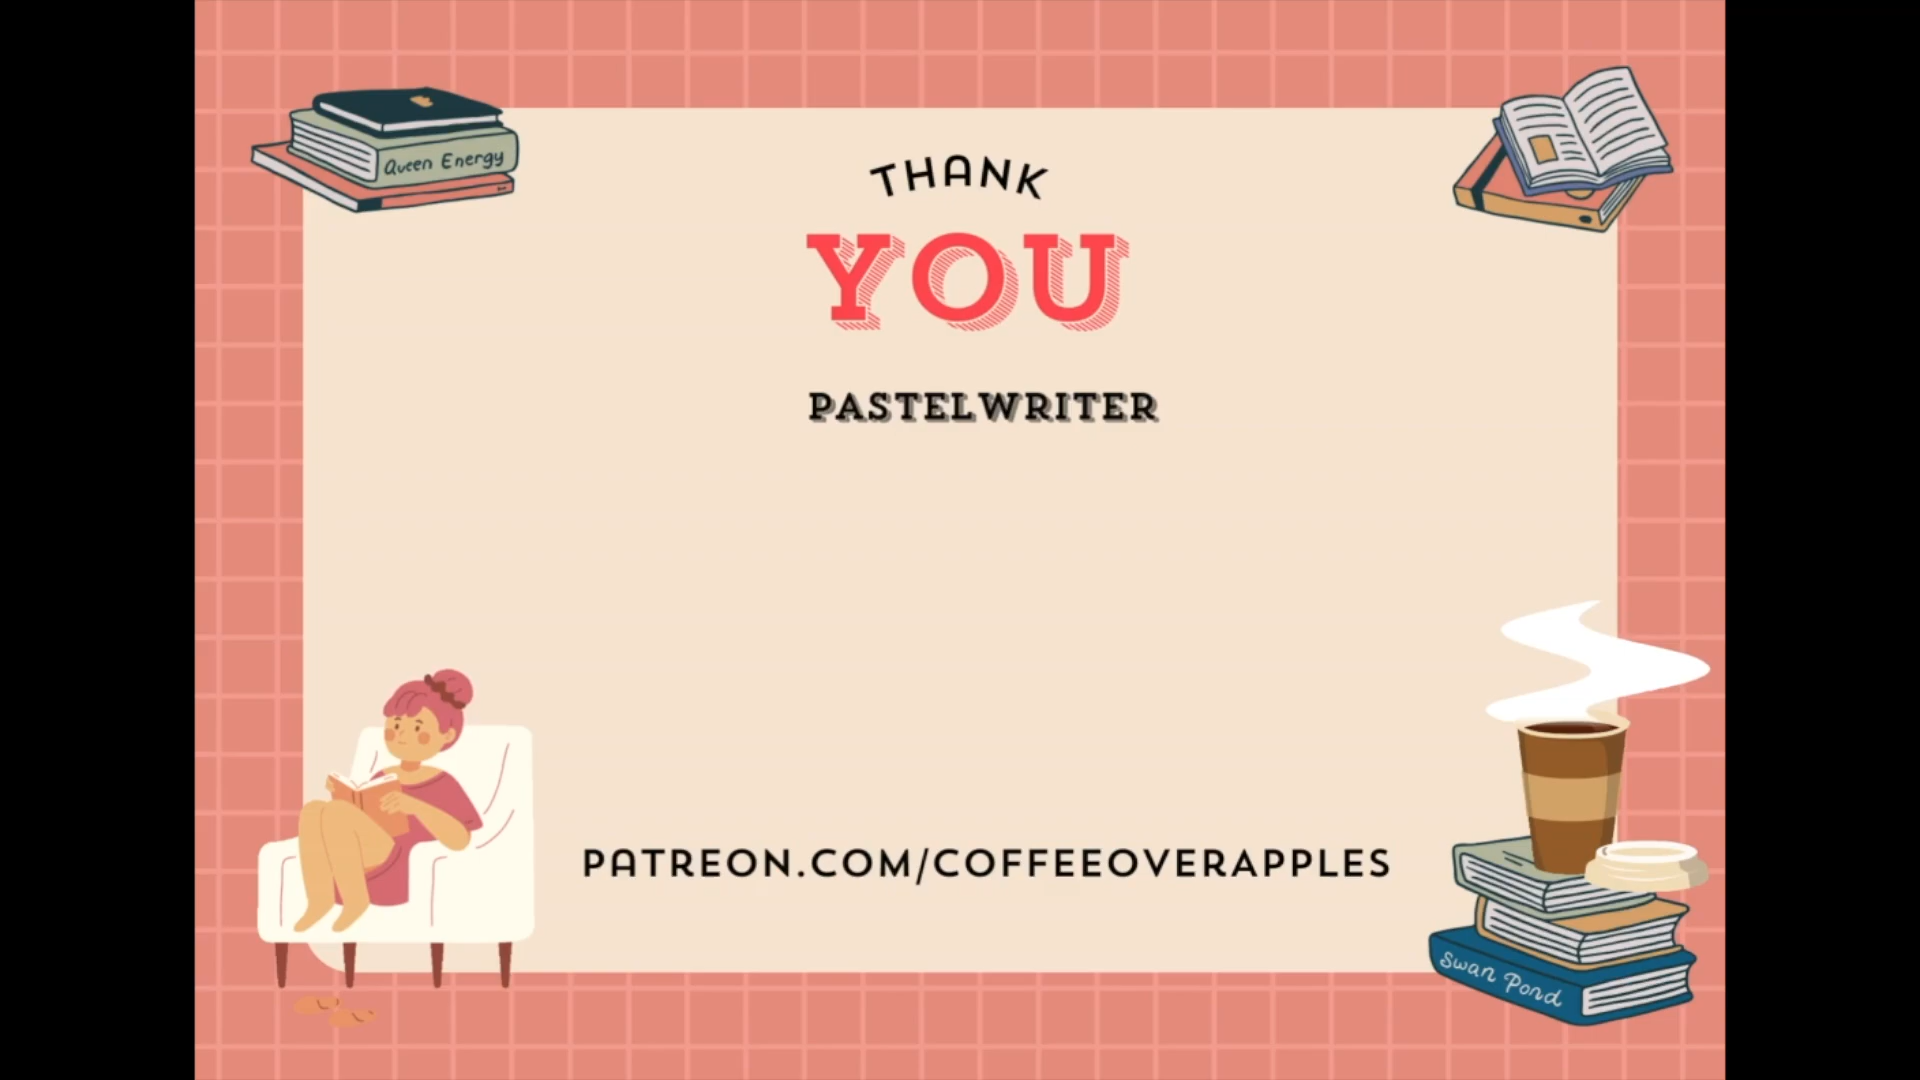 Queen Energy
THANK
YOU
PASTELWRITER
PATREON.COM/COFFEEOVERAPPLES
Swan Pond